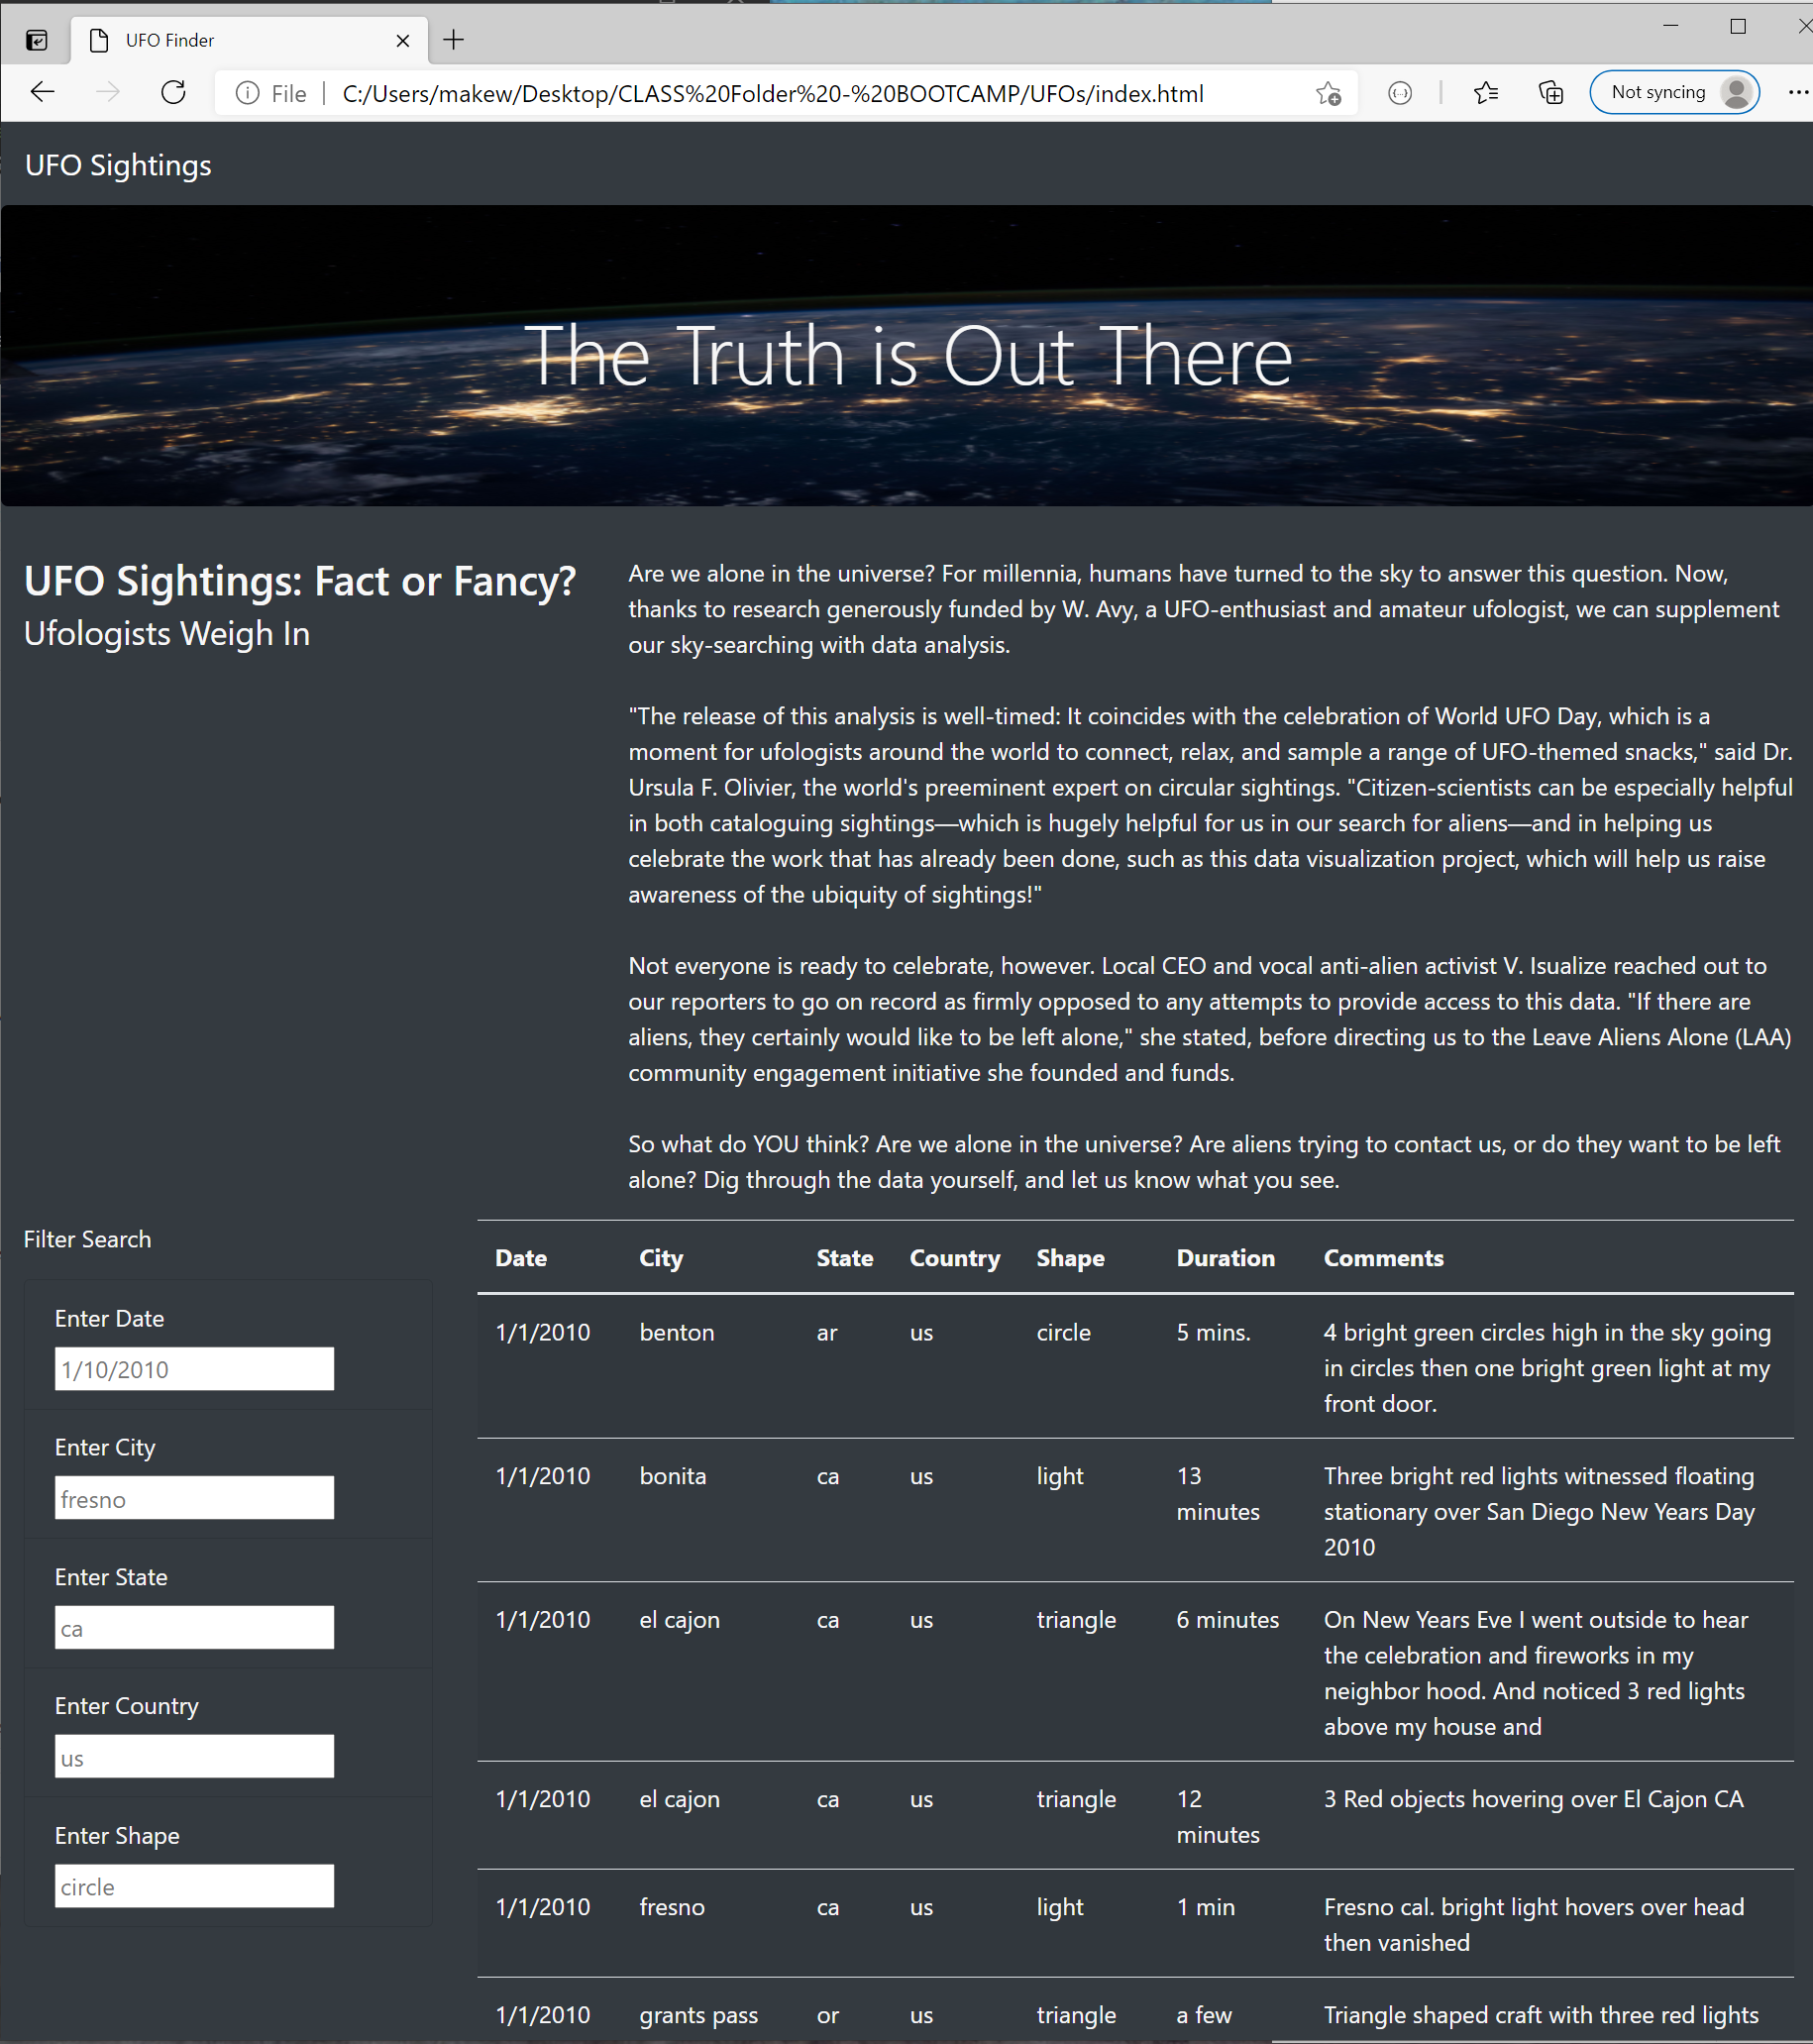 UFO Finder
File
C:/Users/makew/Desktop/CLASS%20Folder%20-%20BOOTCAMP/UFOs/index.html
Not syncing
UFO Sightings
The Truth is Out There
UFO Sightings: Fact or Fancy?
Ufologists Weigh In
Are we alone in the universe? For millennia, humans have turned to the sky to answer this question. Now,
thanks to research generously funded by W. Avy, a UFO-enthusiast and amateur ufologist, we can supplement
our sky-searching with data analysis.
"The release of this analysis is well-timed: It coincides with the celebration of World UFO Day, which is a
moment for ufologists around the world to connect, relax, and sample a range of UFO-themed snacks," said Dr.
Ursula F. Olivier, the world's preeminent expert on circular sightings. "Citizen-scientists can be especially helpful
in both cataloguing sightings—which is hugely helpful for us in our search for aliens—and in helping us
celebrate the work that has already been done, such as this data visualization project, which will help us raise
awareness of the ubiquity of sightings!"
Not everyone is ready to celebrate, however. Local CEO and vocal anti-alien activist V. Isualize reached out to
our reporters to go on record as firmly opposed to any attempts to provide access to this data. "If there are
aliens, they certainly would like to be left alone," she stated, before directing us to the Leave Aliens Alone (LAA)
community engagement initiative she founded and funds.
So what do YOU think? Are we alone in the universe? Are aliens trying to contact us, or do they want to be left
alone? Dig through the data yourself, and let us know what you see.
Filter Search
Enter Date
1/10/2010
Enter City
fresno
Enter State
ca
Enter Country
us
Enter Shape
circle
Date City State Country Shape Duration Comments
1/1/2010 benton ar us circle 5 mins. 4 bright green circles high in the sky going
in circles then one bright green light at my
front door.
1/1/2010 bonita ca us light 13 Three bright red lights witnessed floating
minutes stationary over San Diego New Years Day
2010
1/1/2010 el cajon ca us triangle 6 minutes On New Years Eve I went outside to hear
the celebration and fireworks in my
neighbor hood. And noticed 3 red lights
above my house and
1/1/2010 el cajon ca us triangle 12 3 Red objects hovering over El Cajon CA
minutes
1/1/2010 fresno ca us light 1 min Fresno cal. bright light hovers over head
then vanished
1/1/2010 grants pass or us triangle a few Triangle shaped craft with three red lights